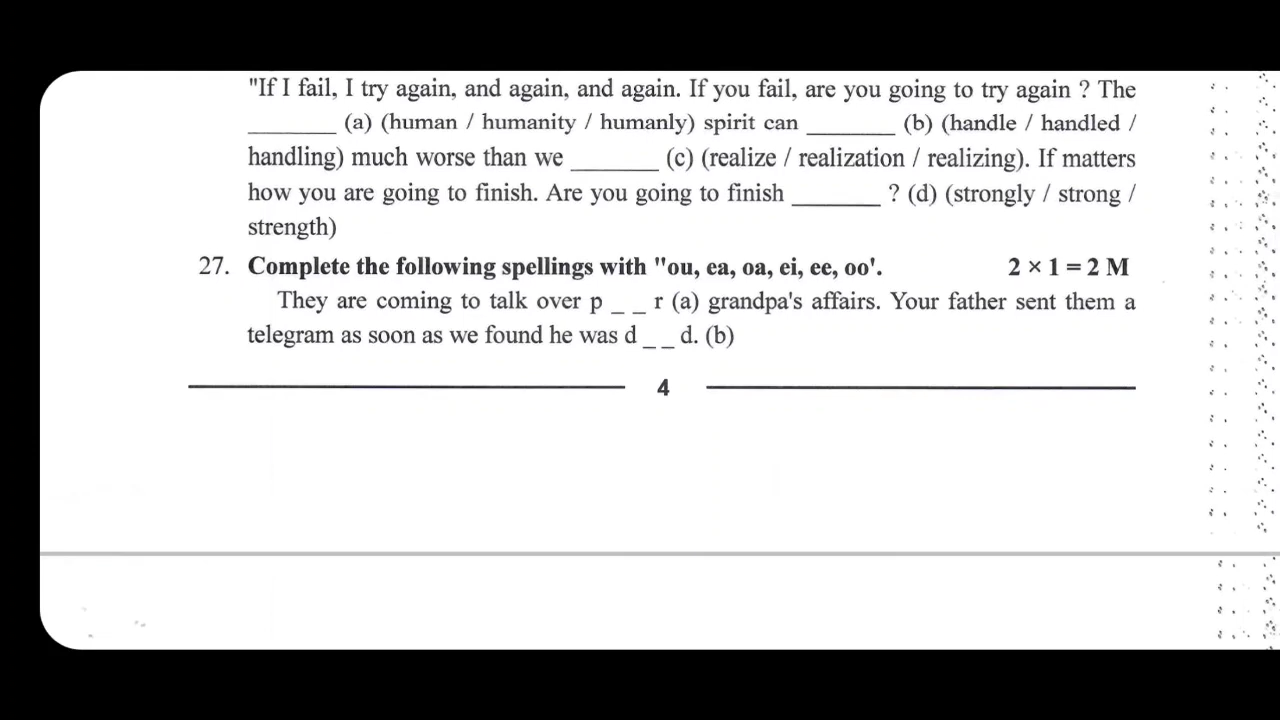 "If I fail, I try again, and again, and again. If you fail, are you going to try again ? The
________ (a) (human / humanity / humanly) spirit can ________ (b) (handle / handled /
handling) much worse than we ________ (c) (realize / realization / realizing). If matters
how you are going to finish. Are you going to finish ________ ? (d) (strongly / strong /
strength)
27. Complete the following spellings with "ou, ea, oa, ei, ee, oo'. 2 × 1 = 2 M
They are coming to talk over p _ _ r (a) grandpa's affairs. Your father sent them a
telegram as soon as we found he was d _ _ d. (b)
4